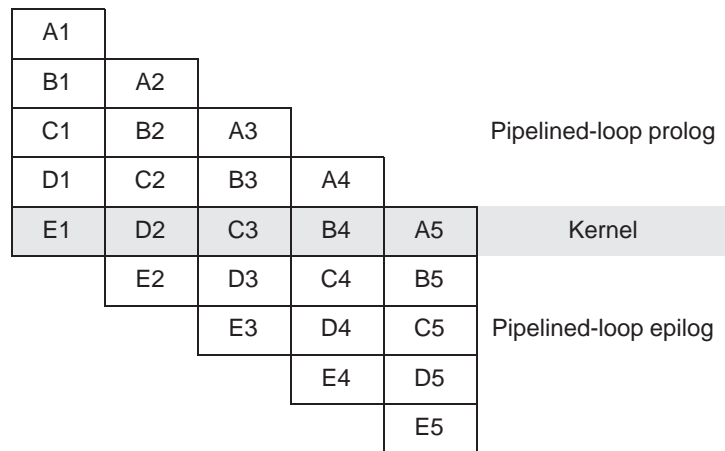 A1
B1 A2
C1 B2 A3 Pipelined-loop prolog
D1 C2 B3 A4
E1 D2 C3 B4 A5 Kernel
E2 D3 C4 B5
E3 D4 C5 Pipelined-loop epilog
E4 D5
E5